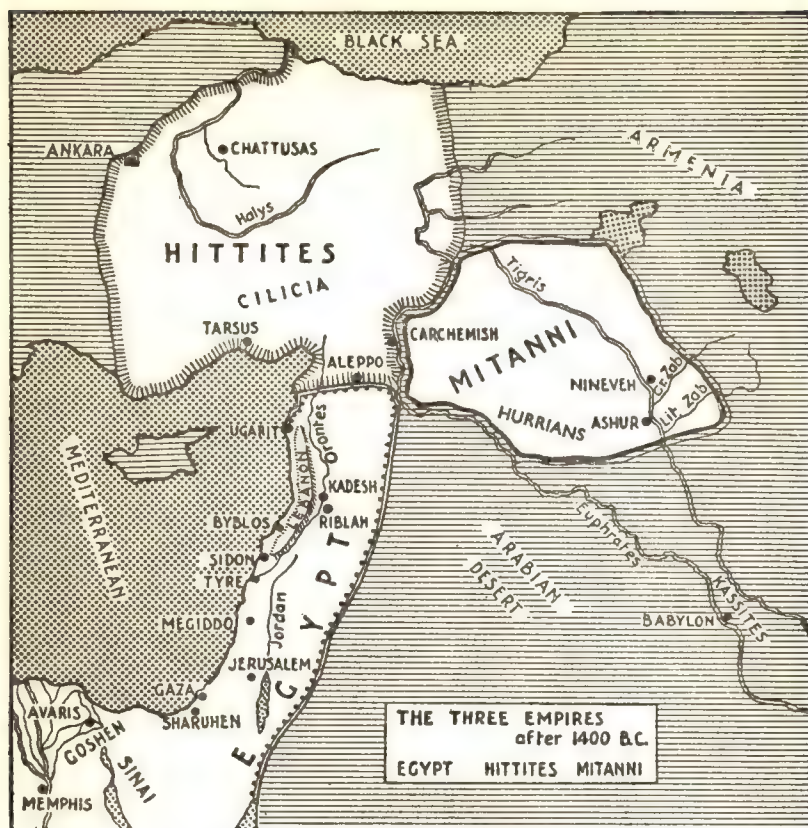 BLACK SEA
ARMENIA
ANKARA
CHATTUSAS
Halys
HITTITES
CILICIA
Tigris
TARSUS
CARCHEMISH
MITANNI
ALEPPO
NINEVEH
Gr. Zab
HURRIANS
ASHUR
Lit. Zab
UGARIT
Orontes
MEDITERRANEAN
LEBANON
KADESH
RIBLAH
BYBLOS
Euphrates
ARABIAN
DESERT
SIDON
TYRE
KASSITES
BABYLON
MEGIDDO
Jordan
JERUSALEM
EGYPT
GAZA
SHARUHEN
AVARIS
GOSHEN
SINAI
MEMPHIS
THE THREE EMPIRES
after 1400 B.C.
EGYPT HITTITES MITANNI